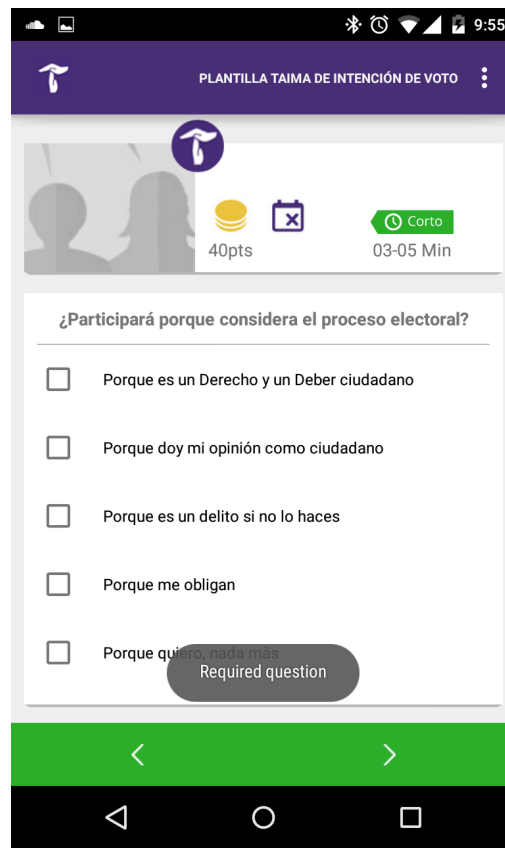 9:55
PLANTILLA TAIMA DE INTENCIÓN DE VOTO
Corto
40pts
03-05 Min
¿Participará porque considera el proceso electoral?
Porque es un Derecho y un Deber ciudadano
Porque doy mi opinión como ciudadano
Porque es un delito si no lo haces
Porque me obligan
Porque quiero, nada màs
Required question